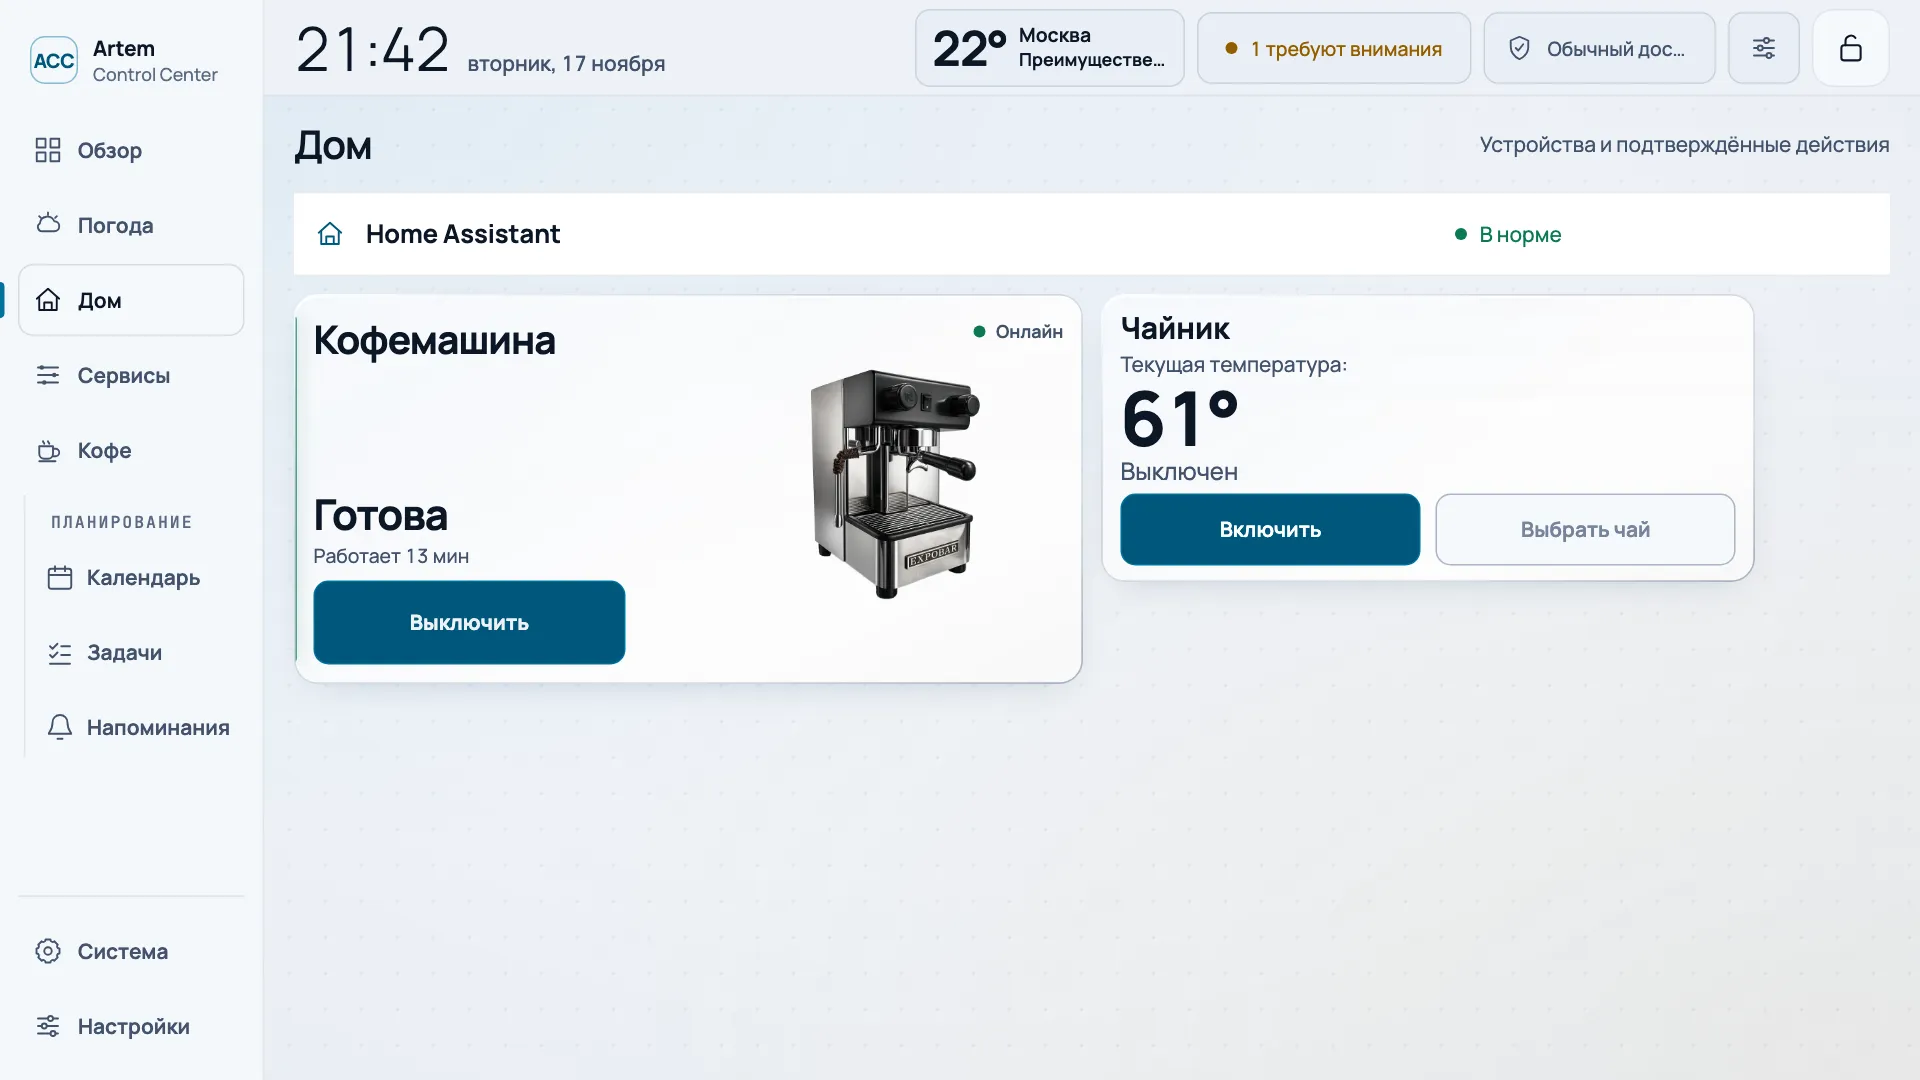 ACC
Artem
Control Center
21:42
вторник, 17 ноября
22°
Москва
Преимуществе...
1 требуют внимания
Обычный дос...
Обзор
Погода
Дом
Сервисы
Кофе
ПЛАНИРОВАНИЕ
Календарь
Задачи
Напоминания
Система
Настройки
Дом
Устройства и подтверждённые действия
Home Assistant
В норме
Кофемашина
Онлайн
EXPOBAR
Готова
Работает 13 мин
Выключить
Чайник
Текущая температура:
61°
Выключен
Включить
Выбрать чай